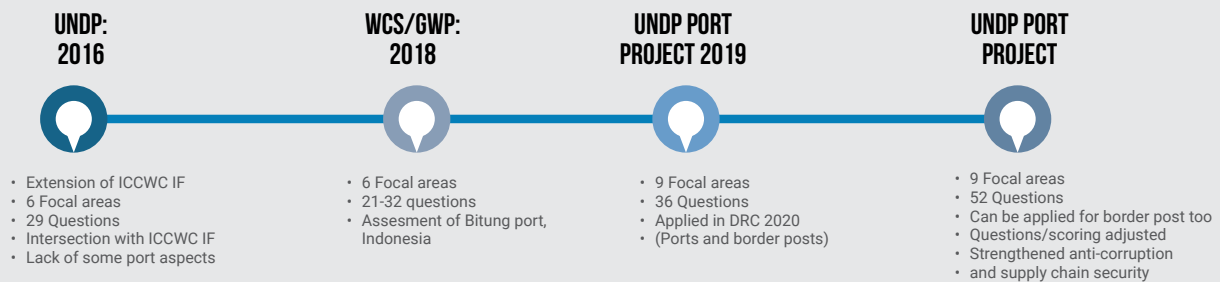 UNDP:
2016
• Extension of ICCWC IF
• 6 Focal areas
• 29 Questions
• Intersection with ICCWC IF
• Lack of some port aspects
WCS/GWP:
2018
• 6 Focal areas
• 21-32 questions
• Assesment of Bitung port,
Indonesia
UNDP PORT
PROJECT 2019
• 9 Focal areas
• 36 Questions
• Applied in DRC 2020
• (Ports and border posts)
UNDP PORT
PROJECT
• 9 Focal areas
• 52 Questions
• Can be applied for border post too
• Questions/scoring adjusted
• Strengthened anti-corruption
• and supply chain security